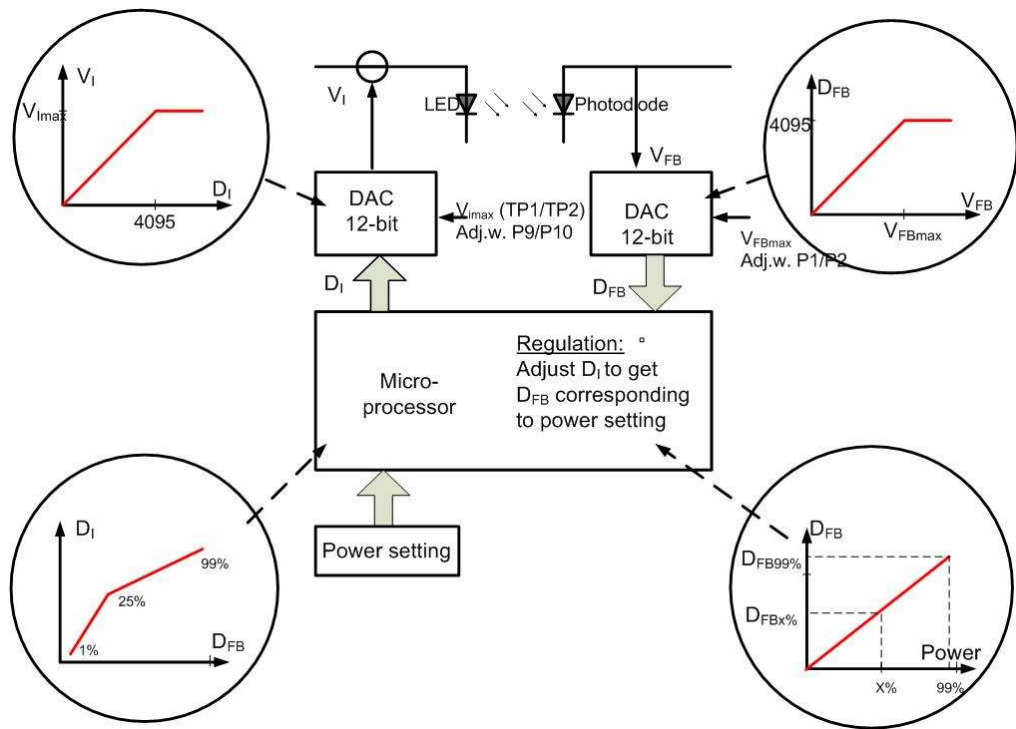 V_I
V_Imax
D_I
4095
V_I
LED
Photodiode
V_FB
D_FB
4095
V_FB
V_FBmax
DAC
12-bit
V_imax (TP1/TP2)
Adj.w. P9/P10
DAC
12-bit
V_FBmax
Adj.w. P1/P2
D_I
D_FB
Micro-
processor
Regulation:
Adjust D_I to get
D_FB corresponding
to power setting
Power setting
D_I
99%
25%
1%
D_FB
D_FB
D_FB99%
D_FBx%
Power
X%
99%